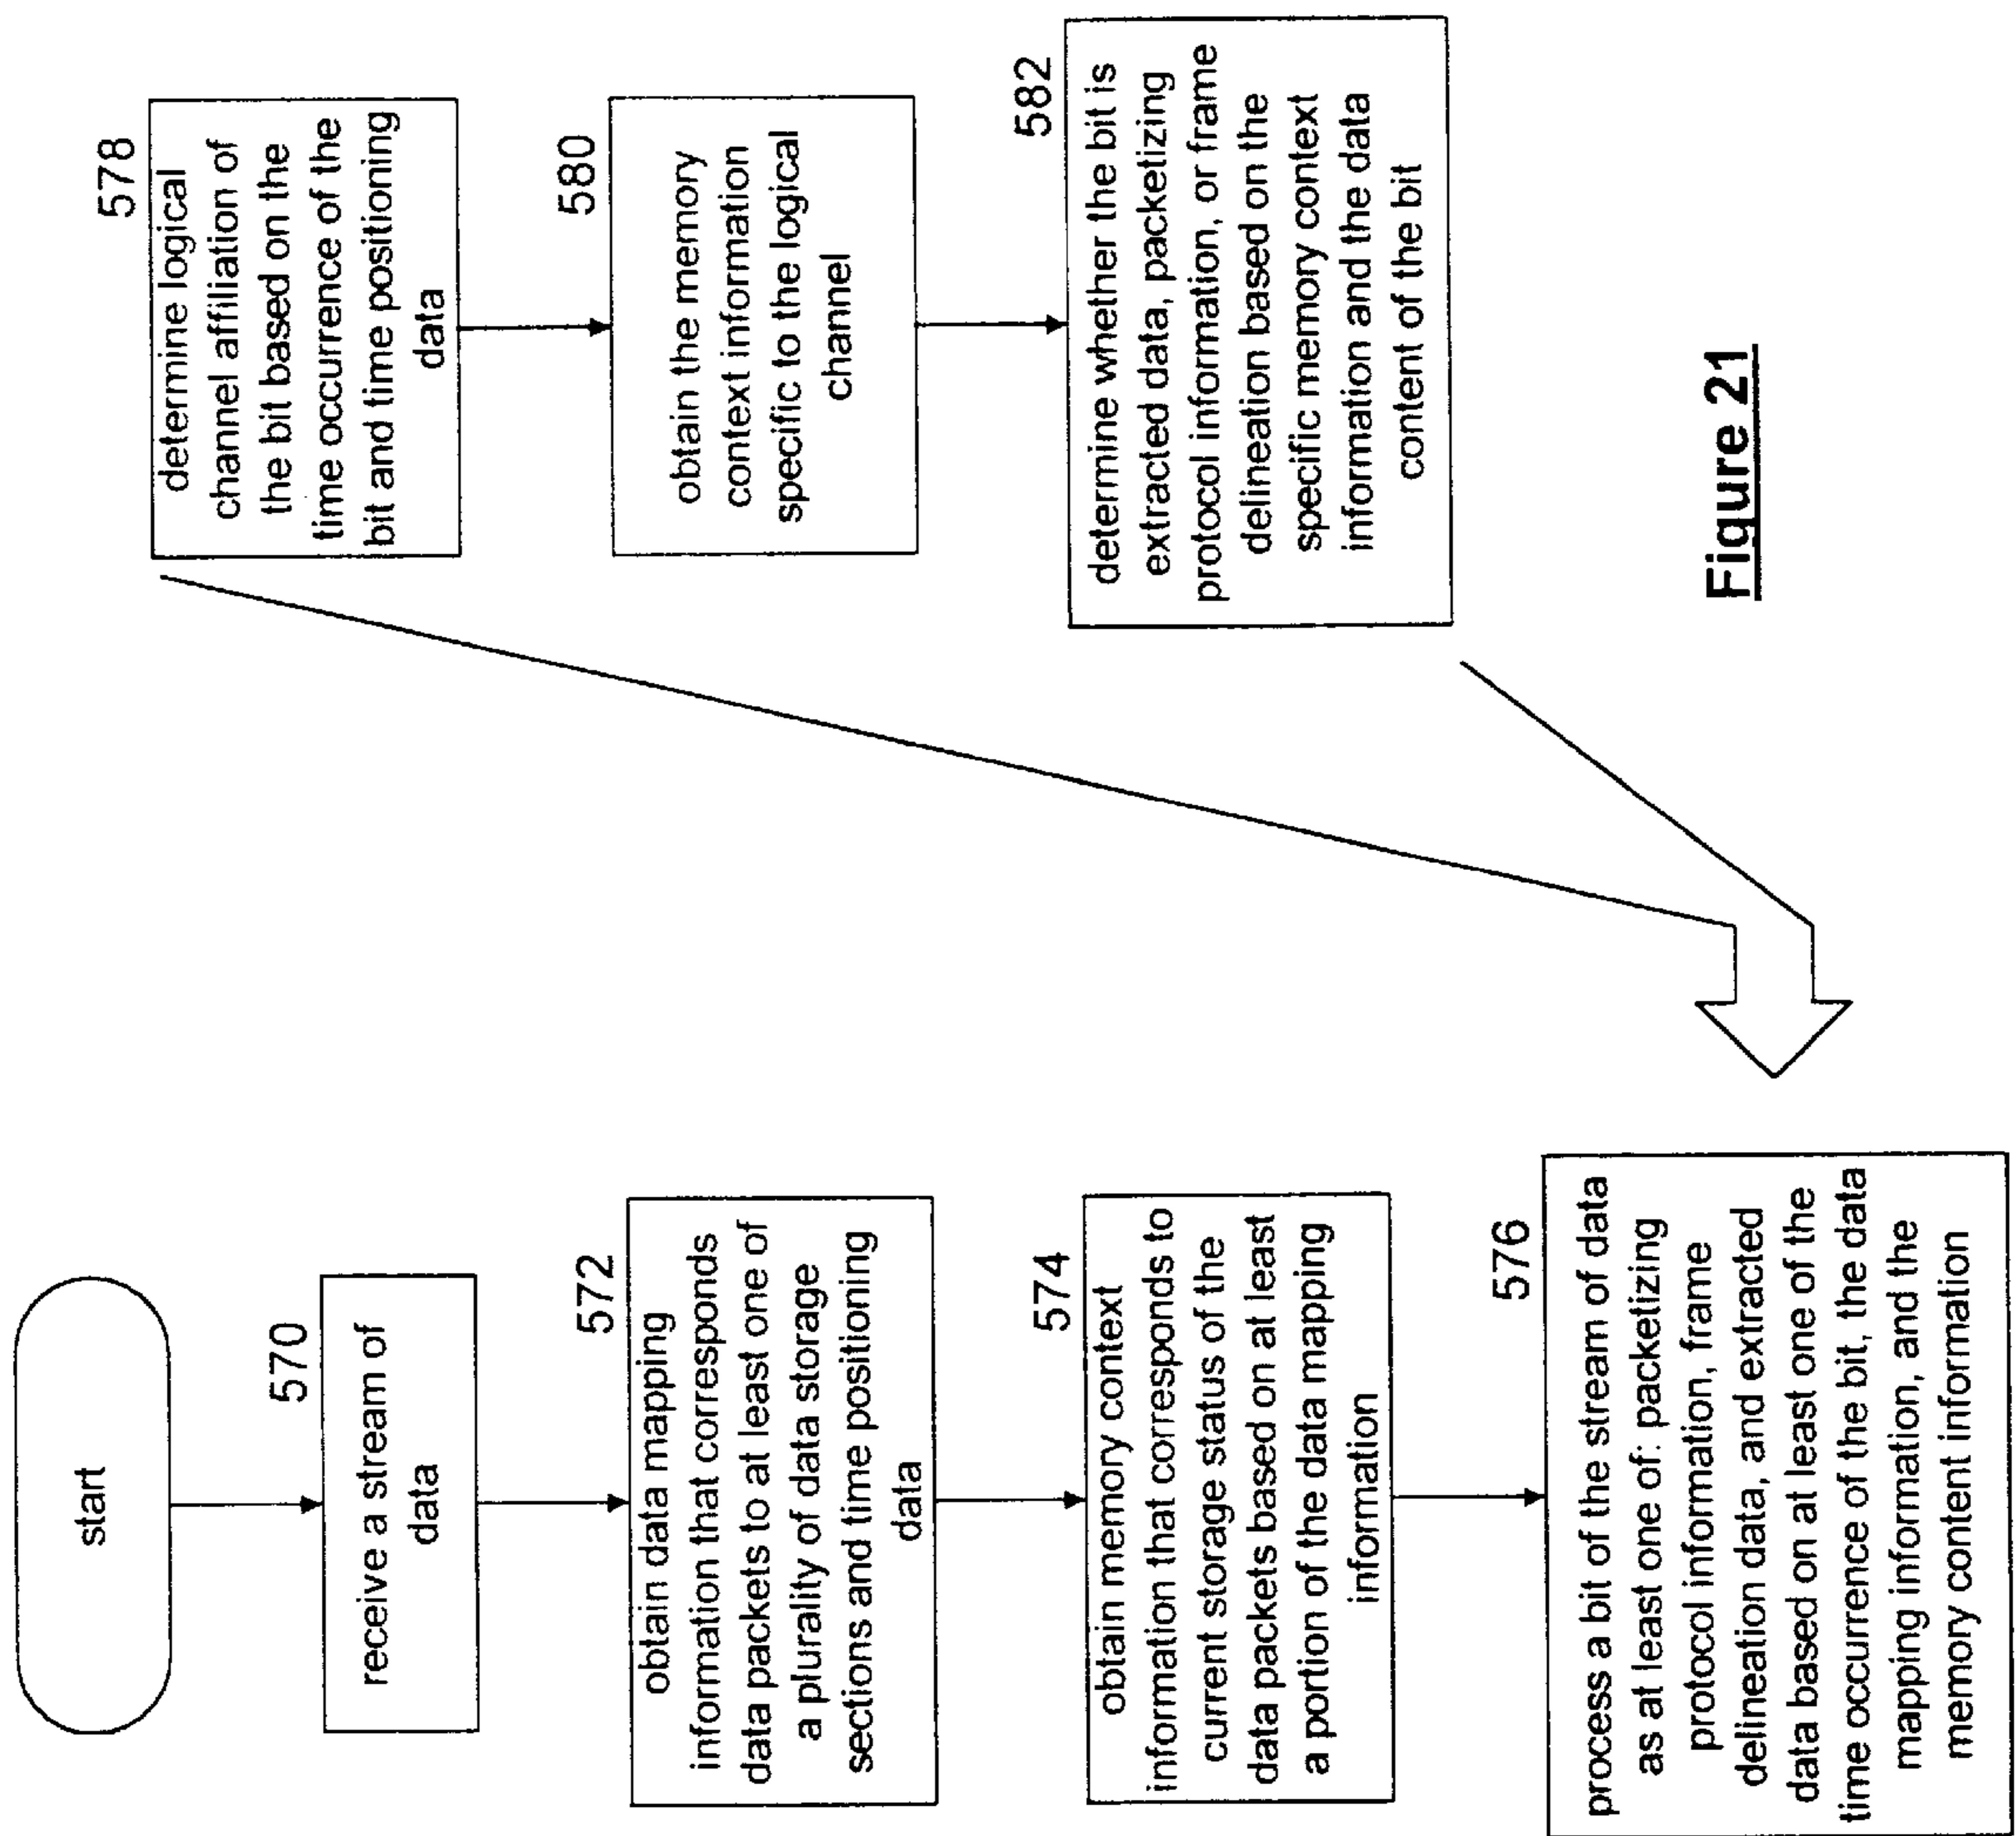 start
570
receive a stream of
data
572
obtain data mapping
information that corresponds
data packets to at least one of
a plurality of data storage
sections and time positioning
data
574
obtain memory context
information that corresponds to
current storage status of the
data packets based on at least
a portion of the data mapping
information
576
process a bit of the stream of data
as at least one of: packetizing
protocol information, frame
delineation data, and extracted
data based on at least one of the
time occurrence of the bit, the data
mapping information, and the
memory content information
578
determine logical
channel affiliation of
the bit based on the
time occurrence of the
bit and time positioning
data
580
obtain the memory
context information
specific to the logical
channel
582
determine whether the bit is
extracted data, packetizing
protocol information, or frame
delineation based on the
specific memory context
information and the data
content of the bit
Figure 21